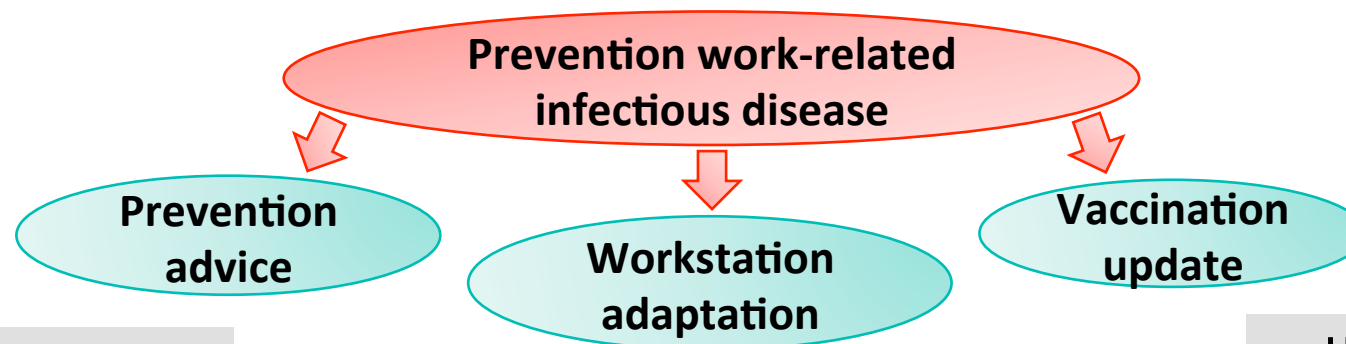 Prevention work-related
infectious disease
Prevention
advice
Workstation
adaptation
Vaccination
update